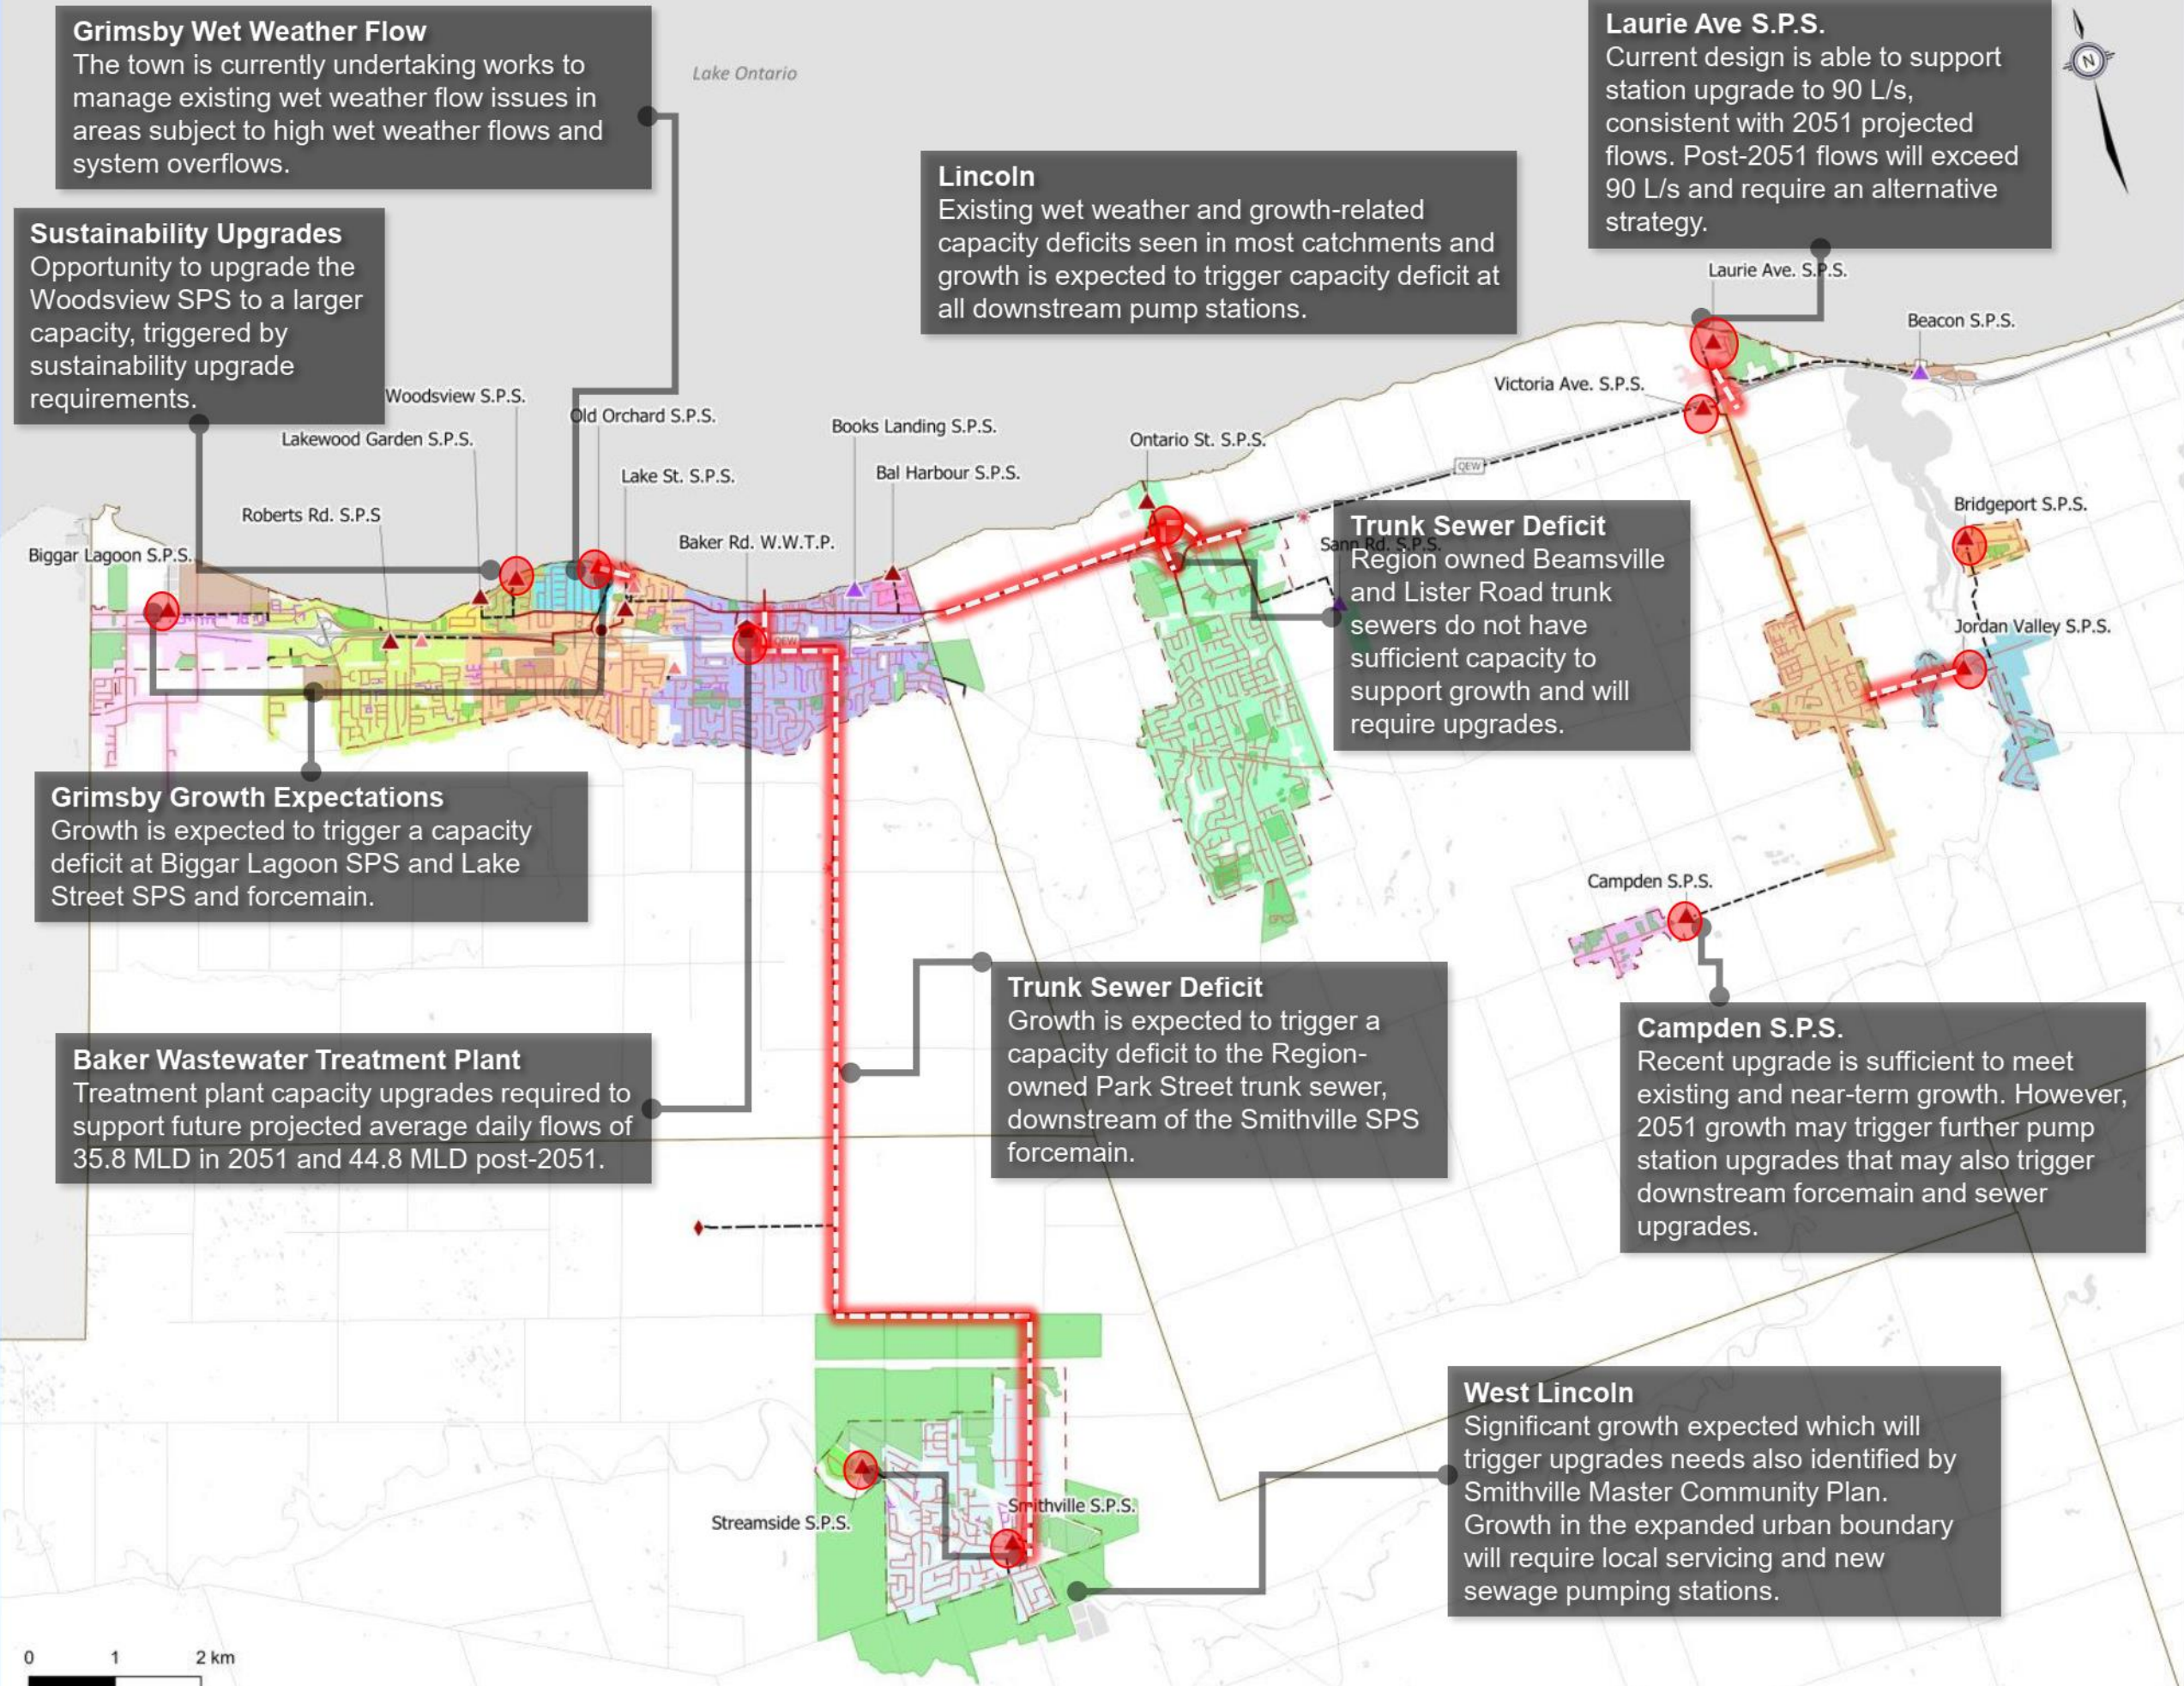 Grimsby Wet Weather Flow
The town is currently undertaking works to
manage existing wet weather flow issues in
areas subject to high wet weather flows and
system overflows.
Lake Ontario
Laurie Ave S.P.S.
Current design is able to support
station upgrade to 90 L/s,
consistent with 2051 projected
flows. Post-2051 flows will exceed
90 L/s and require an alternative
strategy.
N
Lincoln
Existing wet weather and growth-related
capacity deficits seen in most catchments and
growth is expected to trigger capacity deficit at
all downstream pump stations.
Sustainability Upgrades
Opportunity to upgrade the
Woodsview SPS to a larger
capacity, triggered by
sustainability upgrade
requirements.
Laurie Ave. S.P.S.
Beacon S.P.S.
Victoria Ave. S.P.S.
Woodsview S.P.S.
Old Orchard S.P.S.
Lakewood Garden S.P.S.
Books Landing S.P.S.
Ontario St. S.P.S.
Lake St. S.P.S.
Bal Harbour S.P.S.
QEW
Roberts Rd. S.P.S
Baker Rd. W.W.T.P.
Biggar Lagoon S.P.S.
Bridgeport S.P.S.
Sann Rd. S.P.S.
Jordan Valley S.P.S.
QEW
Trunk Sewer Deficit
Region owned Beamsville
and Lister Road trunk
sewers do not have
sufficient capacity to
support growth and will
require upgrades.
Grimsby Growth Expectations
Growth is expected to trigger a capacity
deficit at Biggar Lagoon SPS and Lake
Street SPS and forcemain.
Campden S.P.S.
Trunk Sewer Deficit
Growth is expected to trigger a
capacity deficit to the Region-
owned Park Street trunk sewer,
downstream of the Smithville SPS
forcemain.
Campden S.P.S.
Recent upgrade is sufficient to meet
existing and near-term growth. However,
2051 growth may trigger further pump
station upgrades that may also trigger
downstream forcemain and sewer
upgrades.
Baker Wastewater Treatment Plant
Treatment plant capacity upgrades required to
support future projected average daily flows of
35.8 MLD in 2051 and 44.8 MLD post-2051.
West Lincoln
Significant growth expected which will
trigger upgrades needs also identified by
Smithville Master Community Plan.
Growth in the expanded urban boundary
will require local servicing and new
sewage pumping stations.
Smithville S.P.S.
Streamside S.P.S.
0 1 2 km